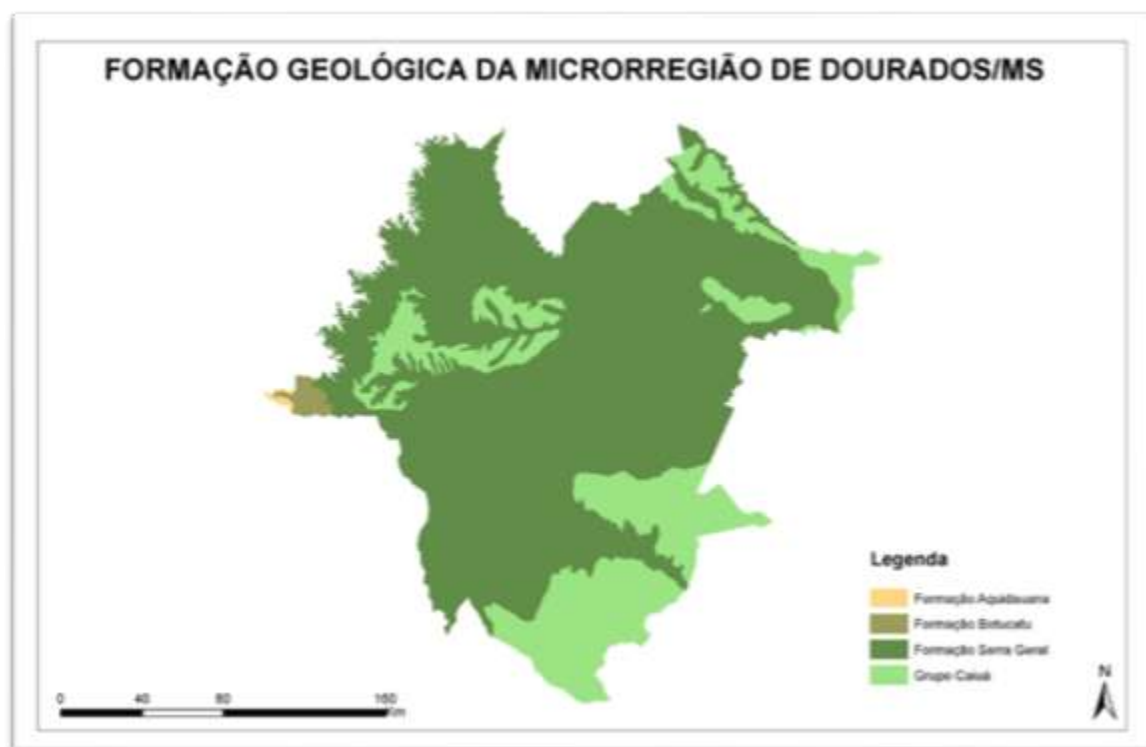 FORMAÇÃO GEOLÓGICA DA MICRORREGIÃO DE DOURADOS/MS
Legenda
Formação Aquidauana
Formação Botucatu
Formação Serra Geral
Grupo Caiuá
0 40 80 160
Km
N